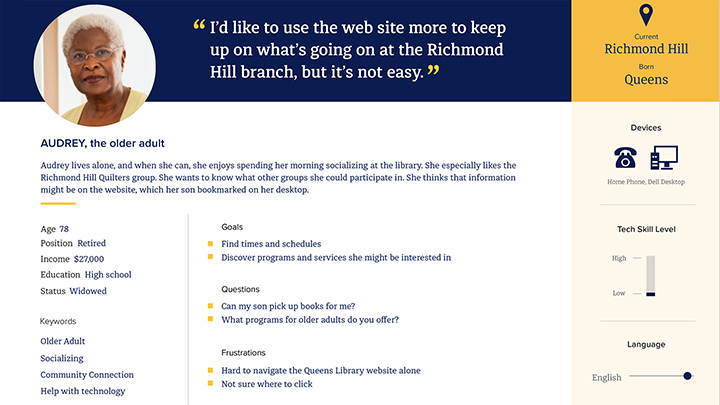 “ I’d like to use the web site more to keep
up on what’s going on at the Richmond
Hill branch, but it’s not easy. ”
Current
Richmond Hill
Born
Queens
AUDREY, the older adult
Audrey lives alone, and when she can, she enjoys spending her morning socializing at the library. She especially likes the
Richmond Hill Quilters group. She wants to know what other groups she could participate in. She thinks that information
might be on the website, which her son bookmarked on her desktop.
Age 78
Position Retired
Income $27,000
Education High school
Status Widowed
Keywords
Older Adult
Socializing
Community Connection
Help with technology
Goals
Find times and schedules
Discover programs and services she might be interested in
Questions
Can my son pick up books for me?
What programs for older adults do you offer?
Frustrations
Hard to navigate the Queens Library website alone
Not sure where to click
Devices
Home Phone, Dell Desktop
Tech Skill Level
High
Low
Language
English